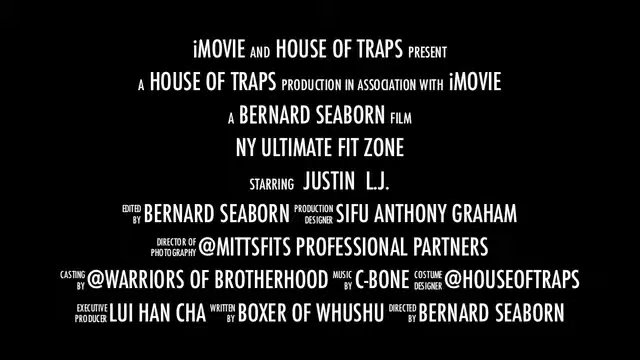 iMOVIE AND HOUSE OF TRAPS PRESENT
A HOUSE OF TRAPS PRODUCTION IN ASSOCIATION WITH iMOVIE
A BERNARD SEABORN FILM
NY ULTIMATE FIT ZONE
STARRING JUSTIN L.J.
EDITED BY BERNARD SEABORN PRODUCTION DESIGNER SIFU ANTHONY GRAHAM
DIRECTOR OF PHOTOGRAPHY @MITTSFITS PROFESSIONAL PARTNERS
CASTING BY @WARRIORS OF BROTHERHOOD MUSIC BY C-BONE COSTUME DESIGNER @HOUSEOFTRAPS
EXECUTIVE PRODUCER LUI HAN CHA WRITTEN BY BOXER OF WHUSHU DIRECTED BY BERNARD SEABORN